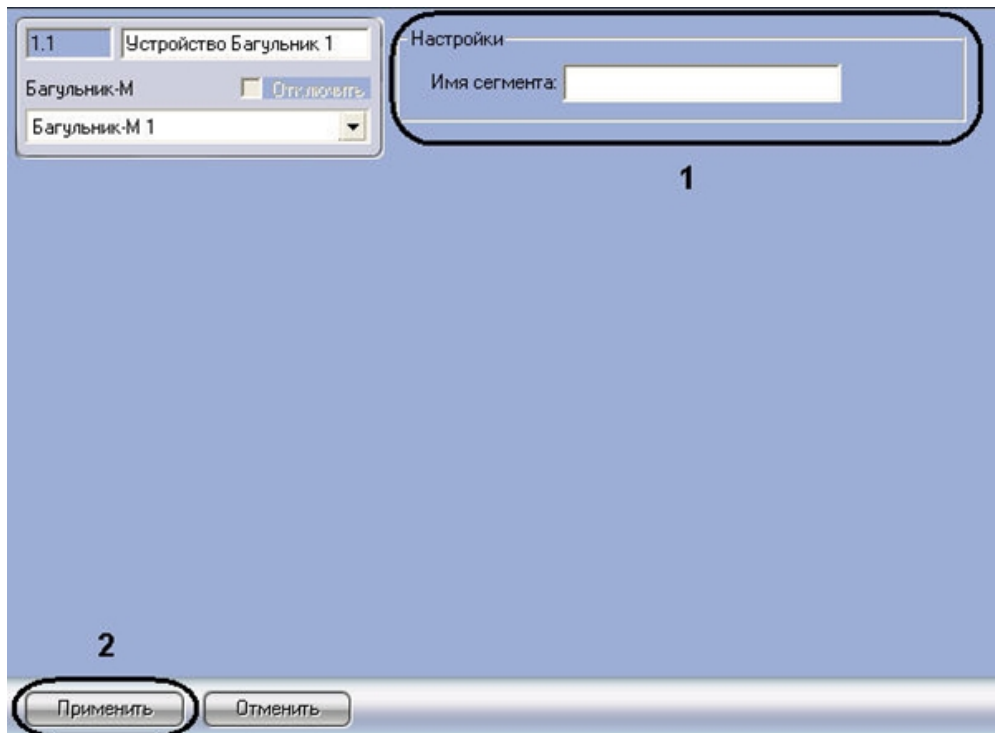 1.1
Устройство Багульник 1
Багульник-М
Отключить
Багульник-М 1
Настройки
Имя сегмента:
1
2
Применить
Отменить